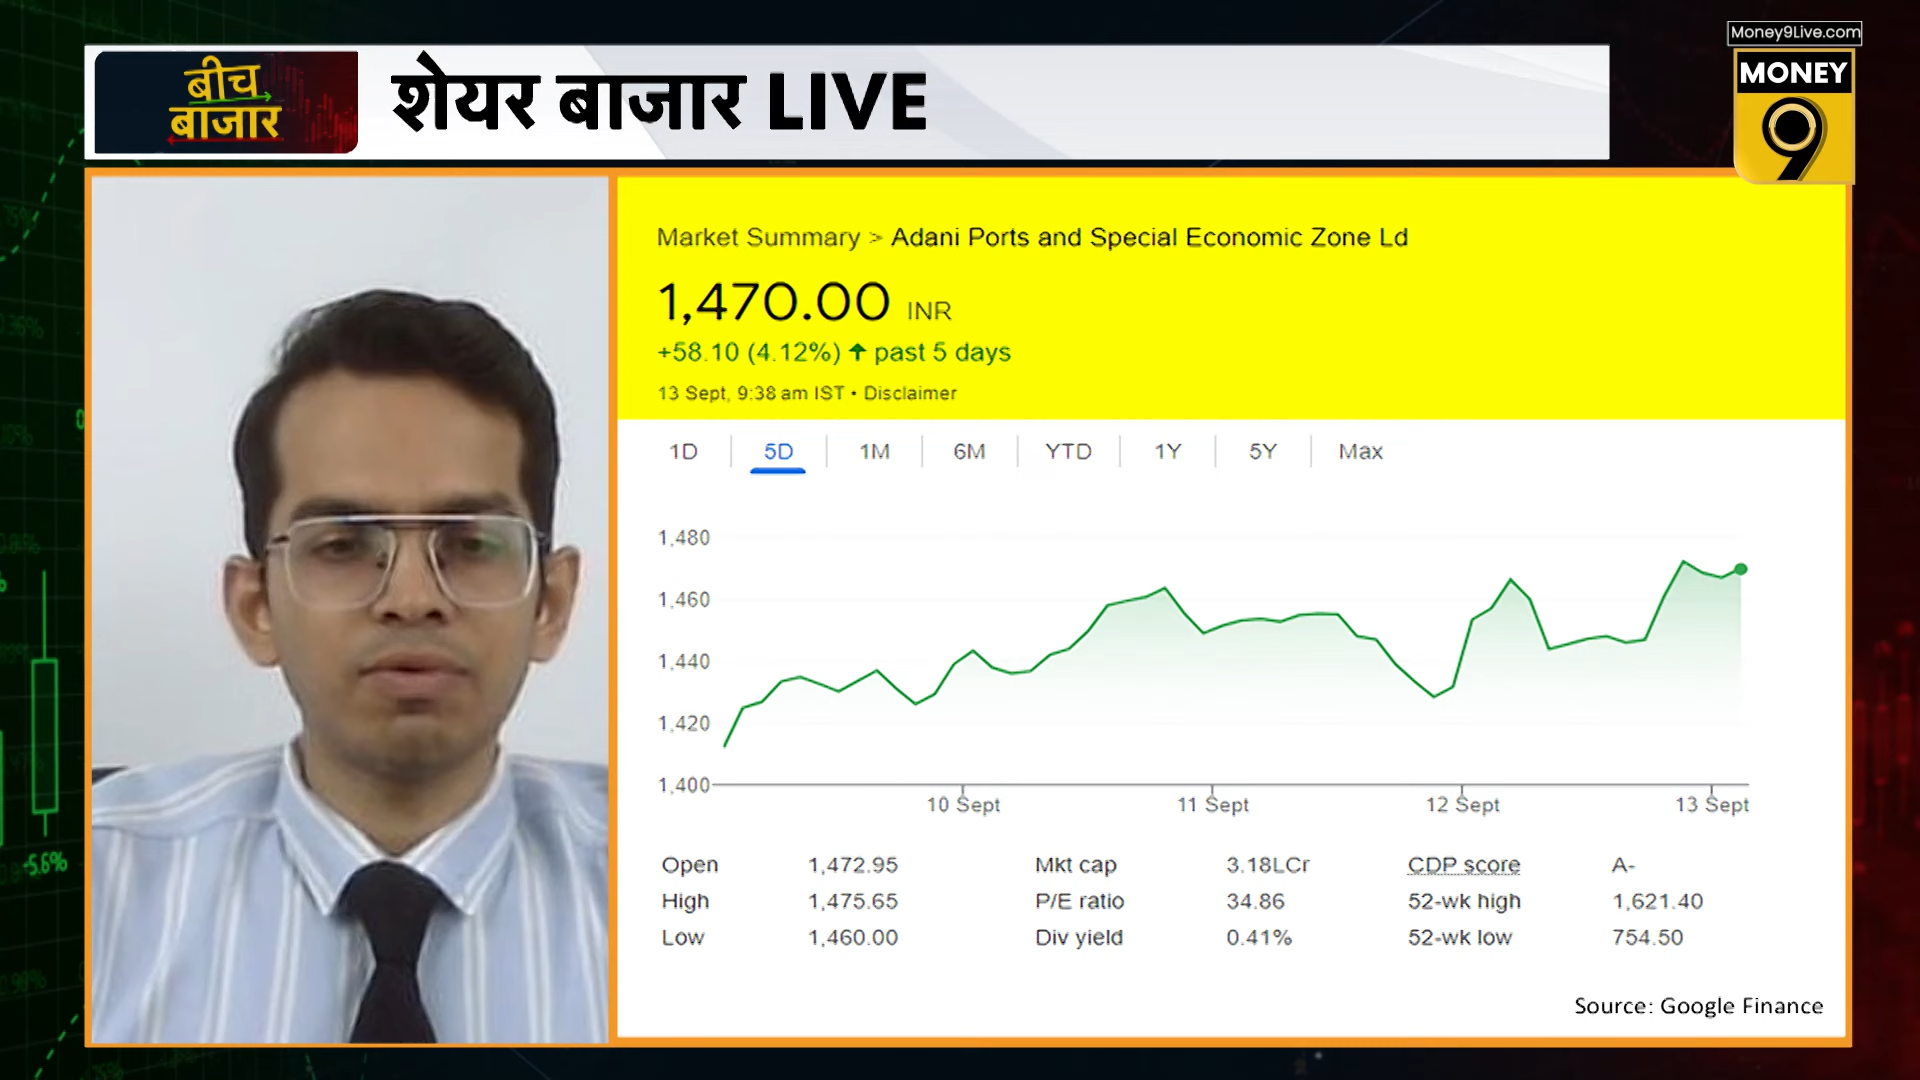 Money9Live.com
MONEY
9
बीच
बाजार
शेयर बाजार LIVE
Market Summary > Adani Ports and Special Economic Zone Ld
1,470.00 INR
+58.10 (4.12%) ↑ past 5 days
13 Sept, 9:38 am IST • Disclaimer
1D 5D 1M 6M YTD 1Y 5Y Max
1,480
1,460
1,440
1,420
1,400
10 Sept 11 Sept 12 Sept 13 Sept
Open 1,472.95 Mkt cap 3.18LCr CDP score A-
High 1,475.65 P/E ratio 34.86 52-wk high 1,621.40
Low 1,460.00 Div yield 0.41% 52-wk low 754.50
Source: Google Finance
-5.6%